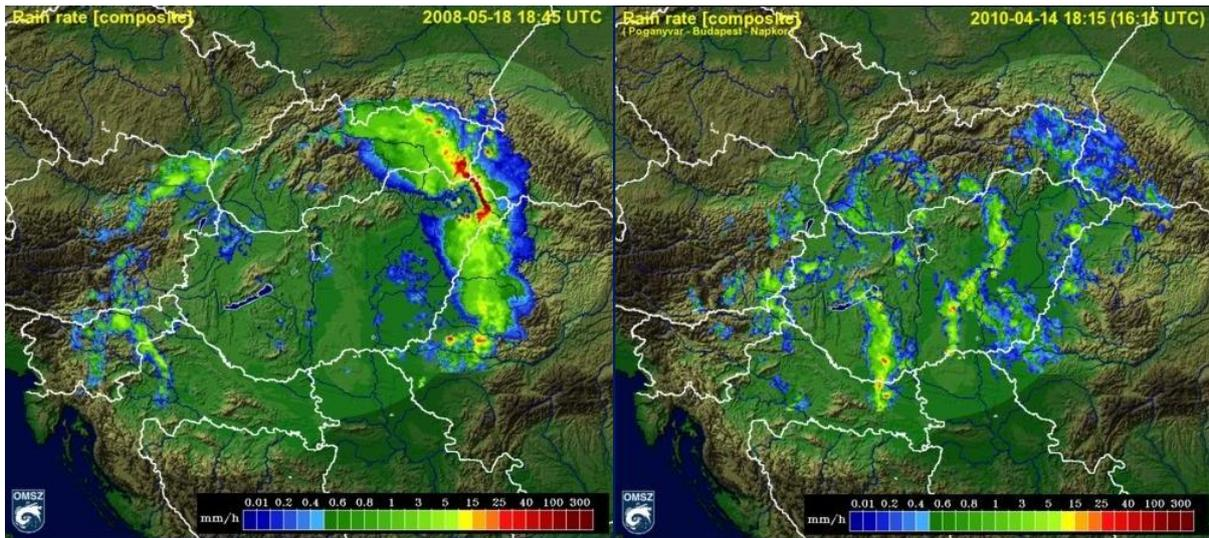 Rain rate [composite] 2008-05-18 18:45 UTC
OMSZ
0.01 0.2 0.4 0.6 0.8 1 3 5 15 25 40 100 300
mm/h
Rain rate [composite] 2010-04-14 18:15 (16:15 UTC)
( Poganyvar - Budapest - Napkor )
OMSZ
0.01 0.2 0.4 0.6 0.8 1 3 5 15 25 40 100 300
mm/h